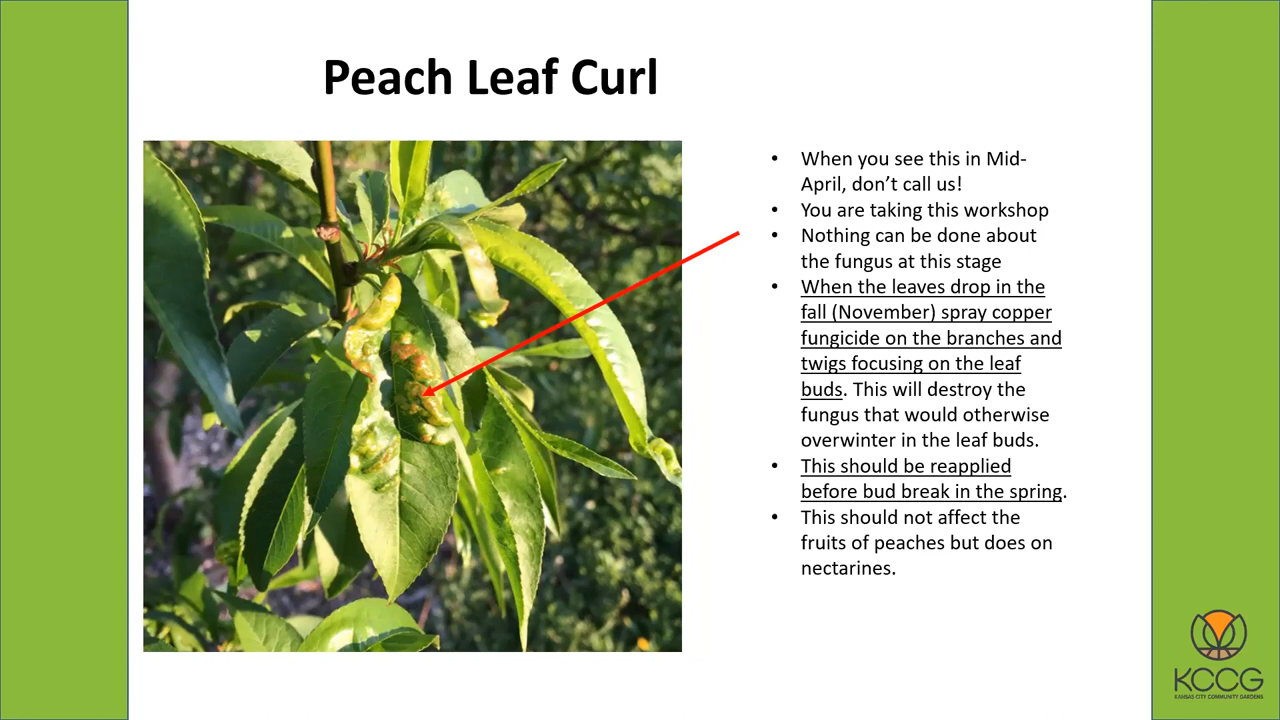 Peach Leaf Curl
• When you see this in Mid-
April, don’t call us!
• You are taking this workshop
• Nothing can be done about
the fungus at this stage
• When the leaves drop in the
fall (November) spray copper
fungicide on the branches and
twigs focusing on the leaf
buds. This will destroy the
fungus that would otherwise
overwinter in the leaf buds.
• This should be reapplied
before bud break in the spring.
• This should not affect the
fruits of peaches but does on
nectarines.
KCCG
KANSAS CITY COMMUNITY GARDENS